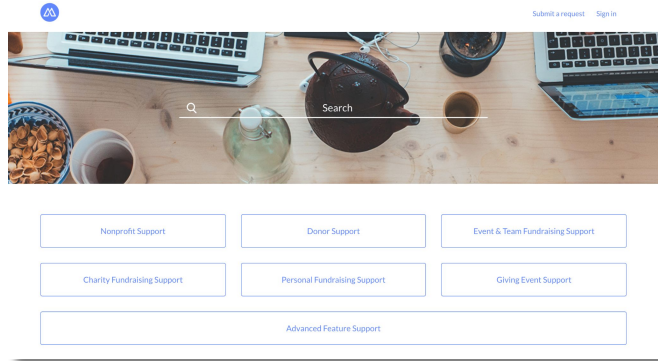 Submit a request Sign in
Search
Nonprofit Support Donor Support Event & Team Fundraising Support
Charity Fundraising Support Personal Fundraising Support Giving Event Support
Advanced Feature Support